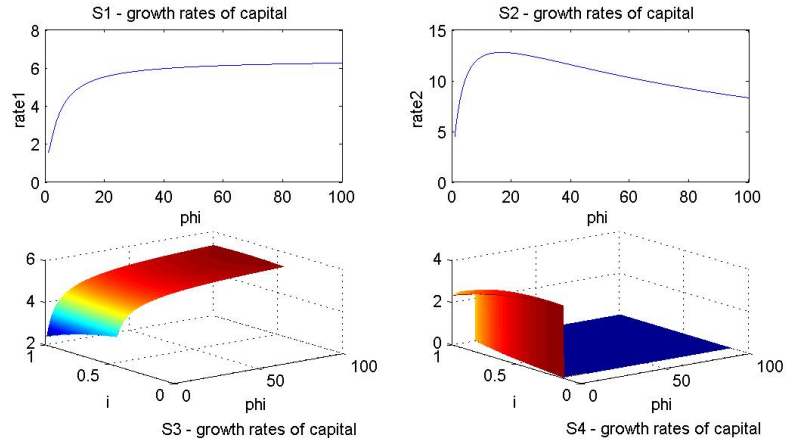 S1 - growth rates of capital
8
6
4
2
0
rate1
0 20 40 60 80 100
phi
S2 - growth rates of capital
15
10
5
0
rate2
0 20 40 60 80 100
phi
6
4
2
1
0.5
0
i
0
50
100
phi
S3 - growth rates of capital
4
2
0
1
0.5
0
i
0
50
100
phi
S4 - growth rates of capital